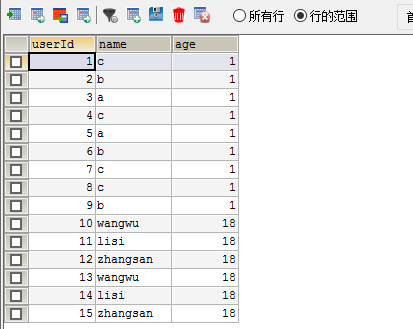 所有行 行的范围
userId name age
1 c 1
2 b 1
3 a 1
4 c 1
5 a 1
6 b 1
7 c 1
8 c 1
9 b 1
10 wangwu 18
11 lisi 18
12 zhangsan 18
13 wangwu 18
14 lisi 18
15 zhangsan 18